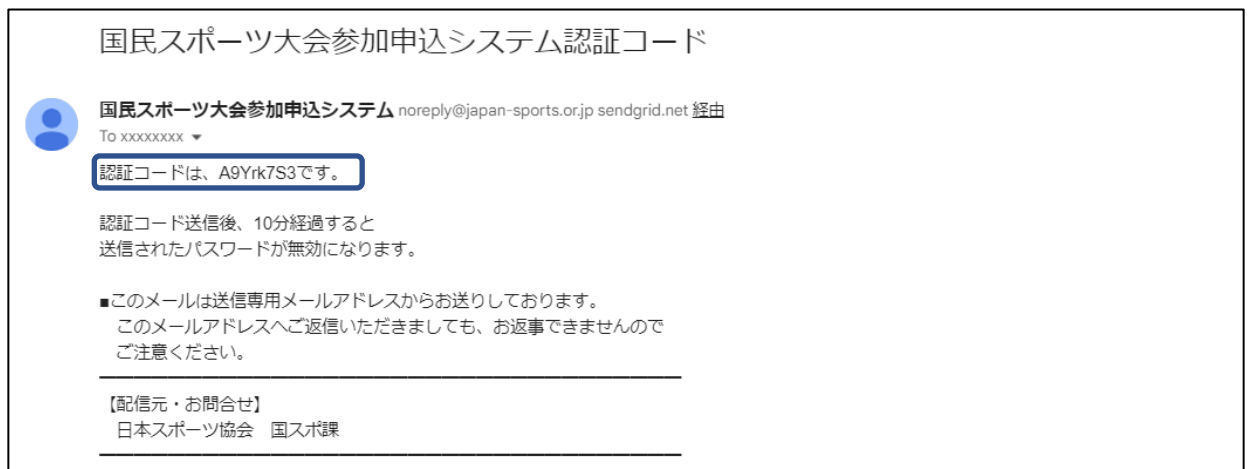 国民スポーツ大会参加申込システム認証コード
国民スポーツ大会参加申込システム noreply@japan-sports.or.jp sendgrid.net 経由
To xxxxxxxx
認証コードは、A9Yrk7S3です。
認証コード送信後、10分経過すると
送信されたパスワードが無効になります。
■このメールは送信専用メールアドレスからお送りしております。
このメールアドレスへご返信いただきましても、お返事できませんので
ご注意ください。
【配信元・お問合せ】
日本スポーツ協会　国スポ課